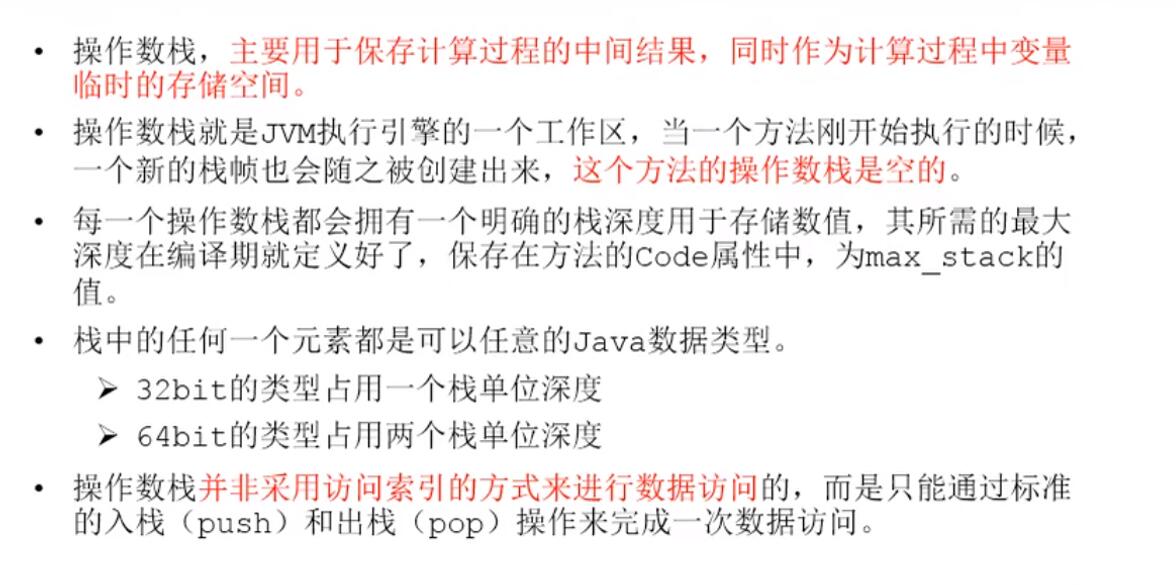 • 操作数栈，主要用于保存计算过程的中间结果，同时作为计算过程中变量
临时的存储空间。
• 操作数栈就是JVM执行引擎的一个工作区，当一个方法刚开始执行的时候，
一个新的栈帧也会随之被创建出来，这个方法的操作数栈是空的。
• 每一个操作数栈都会拥有一个明确的栈深度用于存储数值，其所需的最大
深度在编译期就定义好了，保存在方法的Code属性中，为max_stack的
值。
• 栈中的任何一个元素都是可以任意的Java数据类型。
➢ 32bit的类型占用一个栈单位深度
➢ 64bit的类型占用两个栈单位深度
• 操作数栈并非采用访问索引的方式来进行数据访问的，而是只能通过标准
的入栈（push）和出栈（pop）操作来完成一次数据访问。